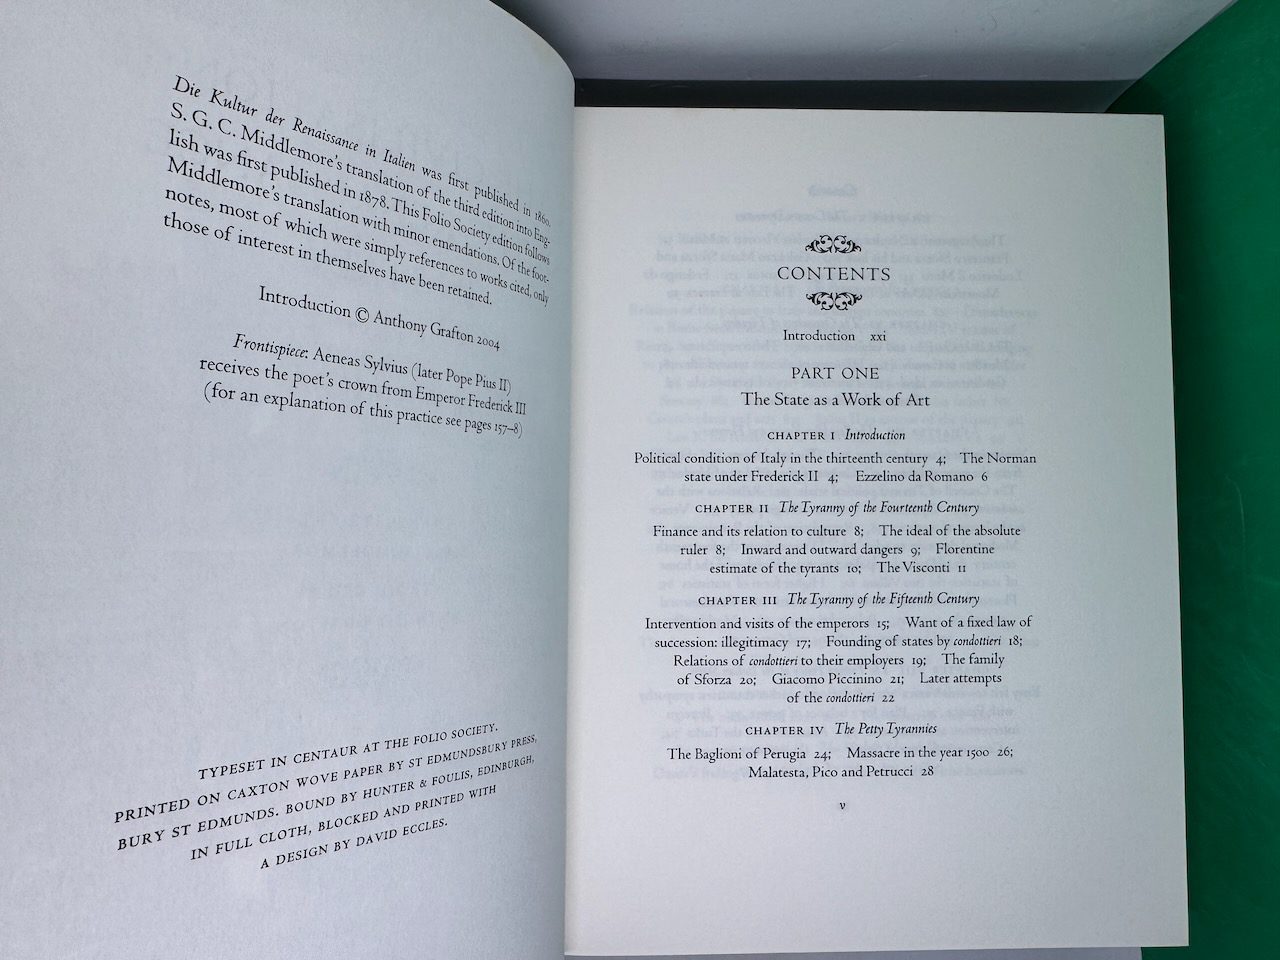 Die Kultur der Renaissance in Italien was first published in 1860.
S. G. C. Middlemore's translation of the third edition into Eng-
lish was first published in 1878. This Folio Society edition follows
Middlemore's translation with minor emendations. Of the foot-
notes, most of which were simply references to works cited, only
those of interest in themselves have been retained.
Introduction © Anthony Grafton 2004
Frontispiece: Aeneas Sylvius (later Pope Pius II)
receives the poet's crown from Emperor Frederick III
(for an explanation of this practice see pages 157–8)
TYPESET IN CENTAUR AT THE FOLIO SOCIETY.
PRINTED ON CAXTON WOVE PAPER BY ST EDMUNDSBURY PRESS,
BURY ST EDMUNDS. BOUND BY HUNTER & FOULIS, EDINBURGH,
IN FULL CLOTH, BLOCKED AND PRINTED WITH
A DESIGN BY DAVID ECCLES.
CONTENTS
Introduction xxi
PART ONE
The State as a Work of Art
CHAPTER I Introduction
Political condition of Italy in the thirteenth century 4; The Norman
state under Frederick II 4; Ezzelino da Romano 6
CHAPTER II The Tyranny of the Fourteenth Century
Finance and its relation to culture 8; The ideal of the absolute
ruler 8; Inward and outward dangers 9; Florentine
estimate of the tyrants 10; The Visconti 11
CHAPTER III The Tyranny of the Fifteenth Century
Intervention and visits of the emperors 15; Want of a fixed law of
succession: illegitimacy 17; Founding of states by condottieri 18;
Relations of condottieri to their employers 19; The family
of Sforza 20; Giacomo Piccinino 21; Later attempts
of the condottieri 22
CHAPTER IV The Petty Tyrannies
The Baglioni of Perugia 24; Massacre in the year 1500 26;
Malatesta, Pico and Petrucci 28
v